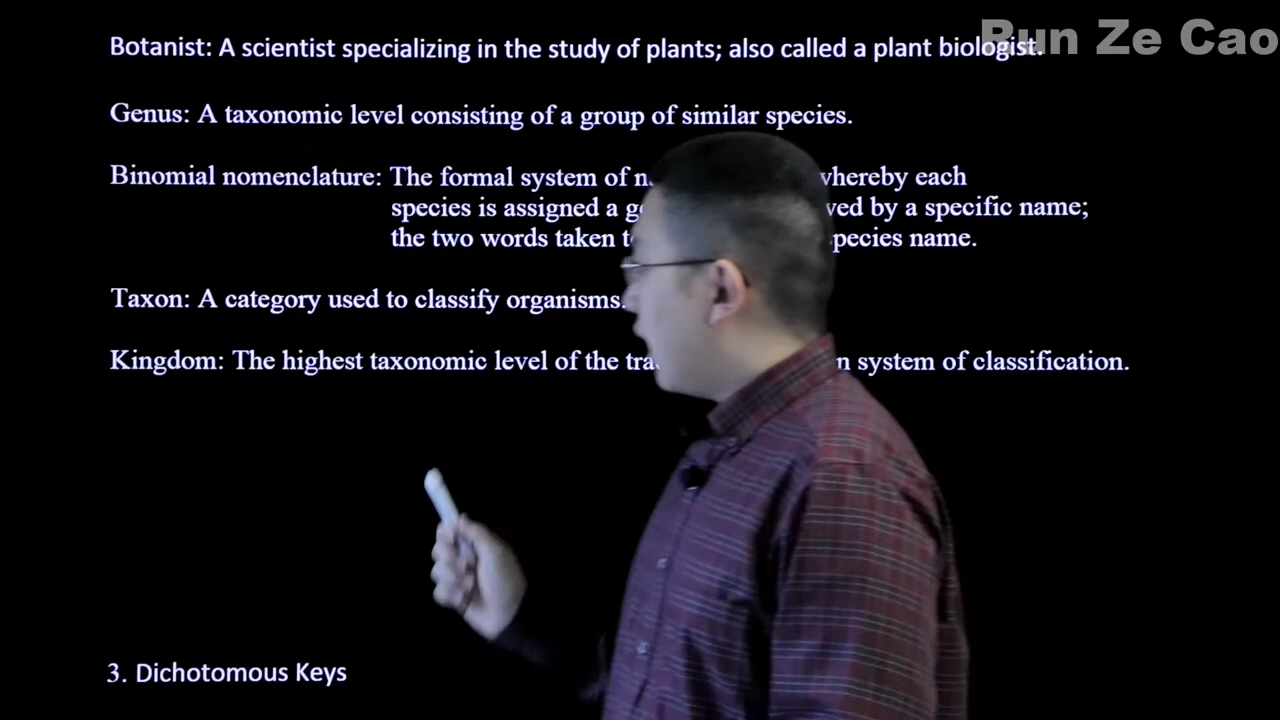 Run Ze Cao
Botanist: A scientist specializing in the study of plants; also called a plant biologist.
Genus: A taxonomic level consisting of a group of similar species.
Binomial nomenclature: The formal system of whereby each
species is assigned a by a specific name;
the two words taken species name.
Taxon: A category used to classify organisms.
Kingdom: The highest taxonomic level of the system of classification.
3. Dichotomous Keys